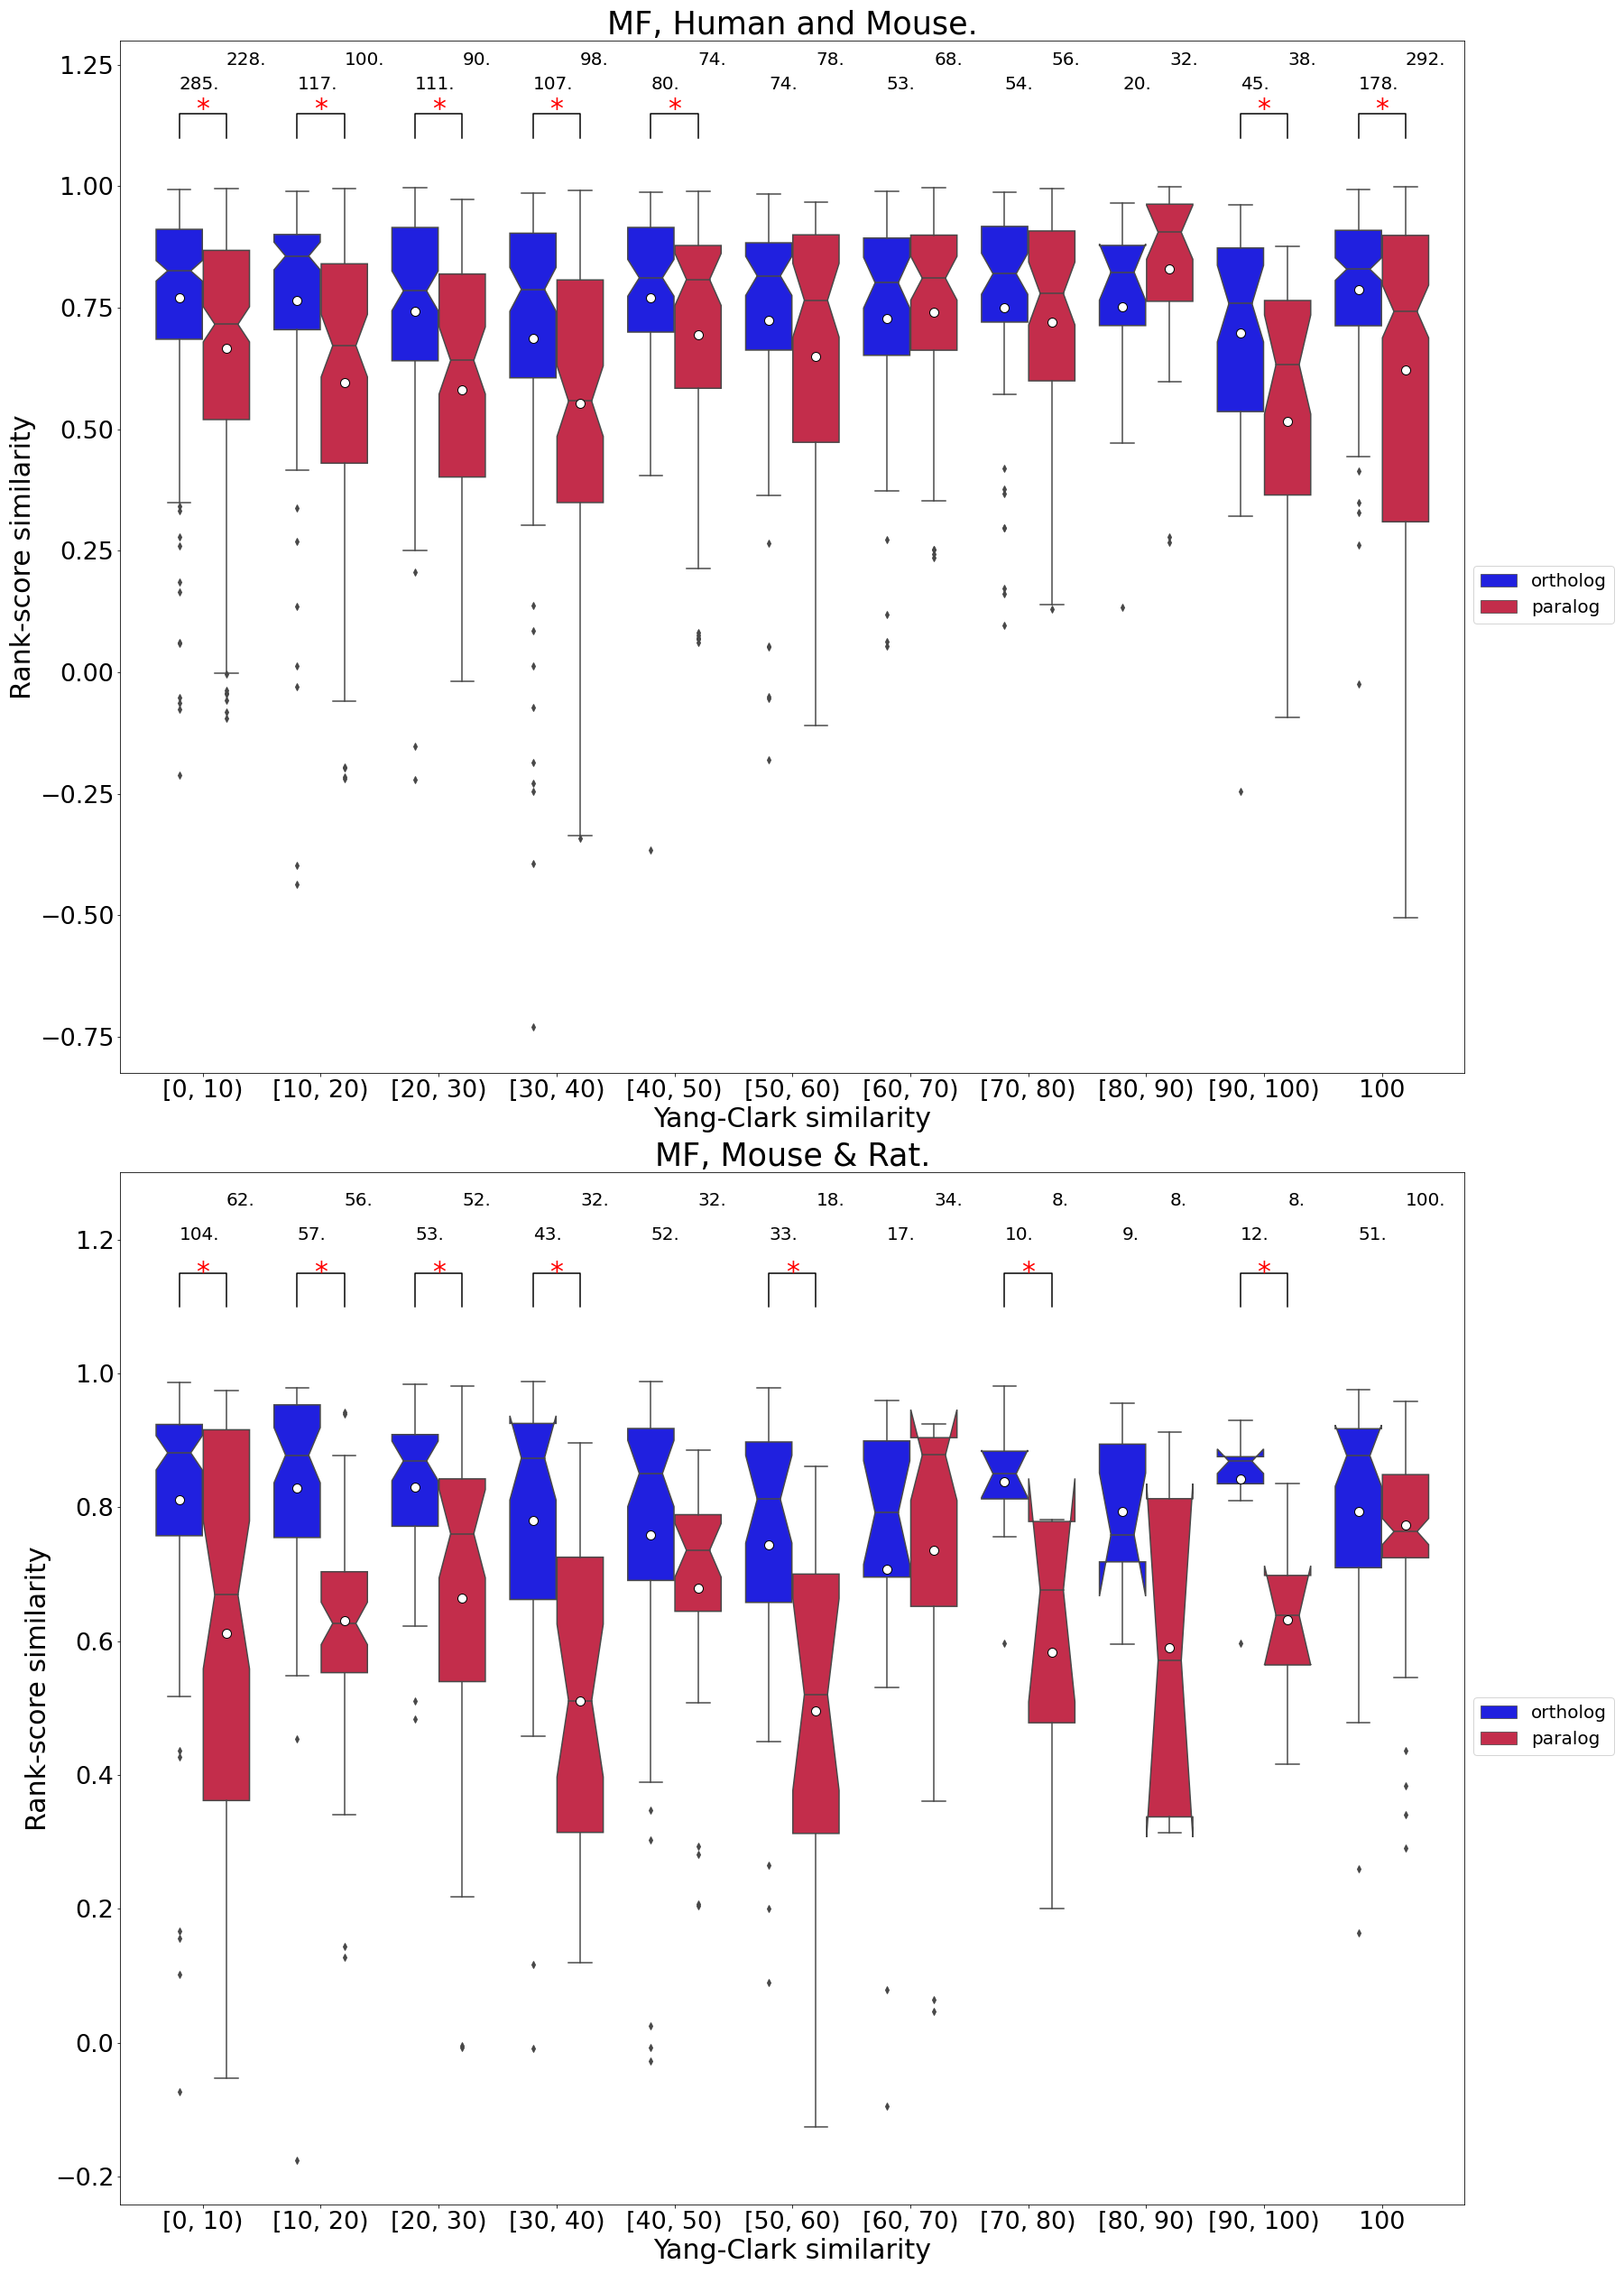 MF, Human and Mouse.
228. 100. 90. 98. 74. 78. 68. 56. 32. 38. 292.
285. 117. 111. 107. 80. 74. 53. 54. 20. 45. 178.
* * * * * * *
1.25
1.00
0.75
0.50
0.25
0.00
−0.25
−0.50
−0.75
Rank-score similarity
ortholog
paralog
[0, 10) [10, 20) [20, 30) [30, 40) [40, 50) [50, 60) [60, 70) [70, 80) [80, 90) [90, 100) 100
Yang-Clark similarity
MF, Mouse & Rat.
62. 56. 52. 32. 32. 18. 34. 8. 8. 8. 100.
104. 57. 53. 43. 52. 33. 17. 10. 9. 12. 51.
* * * * * * *
1.2
1.0
0.8
0.6
0.4
0.2
0.0
−0.2
Rank-score similarity
ortholog
paralog
[0, 10) [10, 20) [20, 30) [30, 40) [40, 50) [50, 60) [60, 70) [70, 80) [80, 90) [90, 100) 100
Yang-Clark similarity